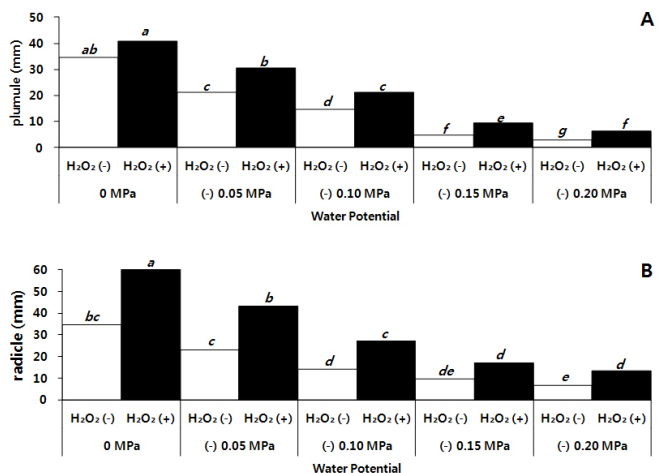 A
plumule (mm)
50
40
30
20
10
0
ab a c b d c f e g f
H₂O₂ (-) H₂O₂ (+) H₂O₂ (-) H₂O₂ (+) H₂O₂ (-) H₂O₂ (+) H₂O₂ (-) H₂O₂ (+) H₂O₂ (-) H₂O₂ (+)
0 MPa (-) 0.05 MPa (-) 0.10 MPa (-) 0.15 MPa (-) 0.20 MPa
Water Potential
B
radicle (mm)
60
50
40
30
20
10
0
bc a c b d c de d e d
H₂O₂ (-) H₂O₂ (+) H₂O₂ (-) H₂O₂ (+) H₂O₂ (-) H₂O₂ (+) H₂O₂ (-) H₂O₂ (+) H₂O₂ (-) H₂O₂ (+)
0 MPa (-) 0.05 MPa (-) 0.10 MPa (-) 0.15 MPa (-) 0.20 MPa
Water Potential